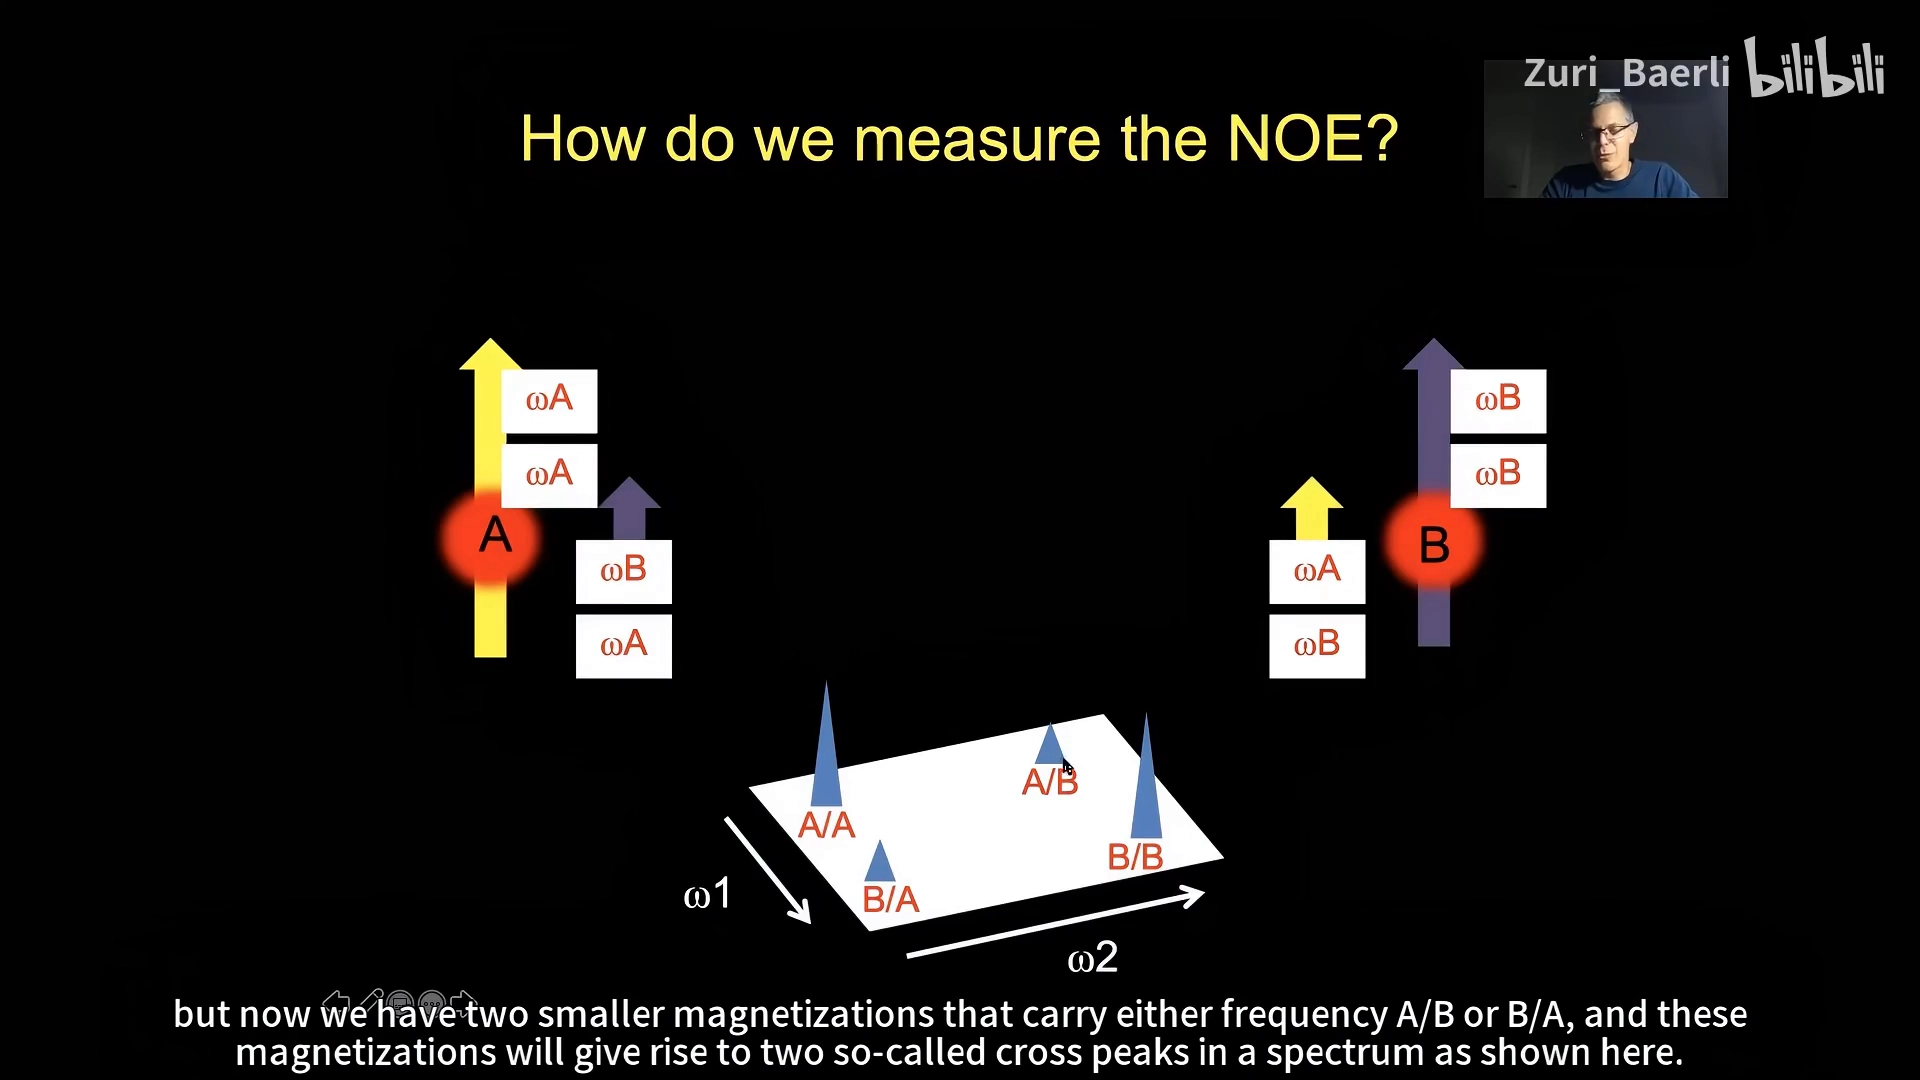 Zuri_Baerli bilibili
How do we measure the NOE?
ωA
ωA
A
ωB
ωA
ωB
ωB
B
ωA
ωB
A/A
A/B
B/B
B/A
ω1
ω2
but now we have two smaller magnetizations that carry either frequency A/B or B/A, and these
magnetizations will give rise to two so-called cross peaks in a spectrum as shown here.